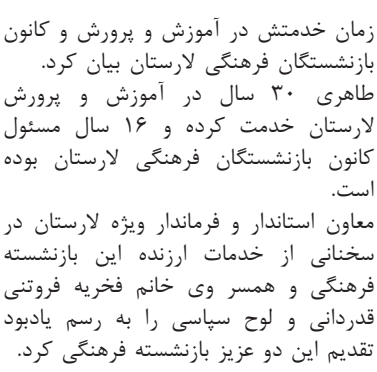 زمان خدمتش در آموزش و پرورش و کانون
بازنشستگان فرهنگی لارستان بیان کرد.
طاهری ۳۰ سال در آموزش و پرورش
لارستان خدمت کرده و ۱۶ سال مسئول
کانون بازنشستگان فرهنگی لارستان بوده
است.
معاون استاندار و فرماندار ویژه لارستان در
سخنانی از خدمات ارزنده این بازنشسته
فرهنگی و همسر وی خانم فخریه فروتنی
قدردانی و لوح سپاسی را به رسم یادبود
تقدیم این دو عزیز بازنشسته فرهنگی کرد.